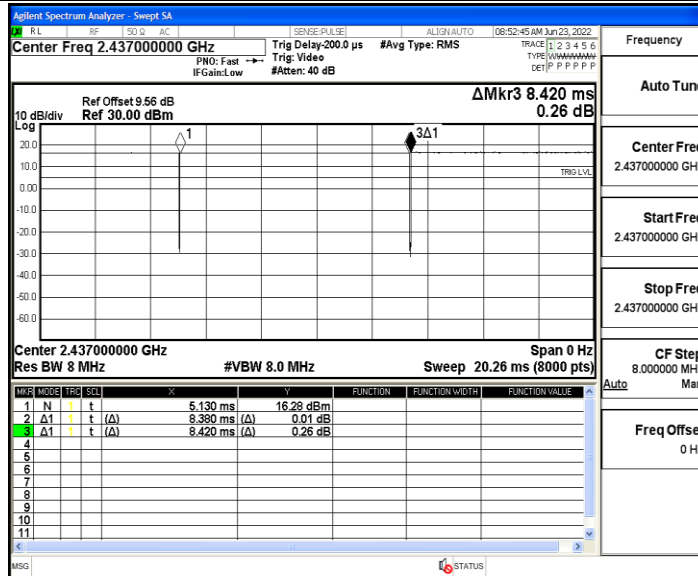 Agilent Spectrum Analyzer - Swept SA
RL RF 50 Ω AC SENSE:PULSE ALIGN AUTO 08:52:45 AM Jun 23, 2022
Center Freq 2.437000000 GHz
PNO: Fast
IFGain:Low
Trig Delay-200.0 µs
Trig: Video
#Atten: 40 dB
#Avg Type: RMS
TRACE 1 2 3 4 5 6
TYPE WWWWWW
DET P P P P P P
Ref Offset 9.56 dB
10 dB/div Ref 30.00 dBm
Log
ΔMkr3 8.420 ms
0.26 dB
1
3Δ1
20.0
10.0
TRIG LVL
0.00
-10.0
-20.0
-30.0
-40.0
-50.0
-60.0
Center 2.437000000 GHz Span 0 Hz
Res BW 8 MHz #VBW 8.0 MHz Sweep 20.26 ms (8000 pts)
MKR MODE TRC SCL X Y FUNCTION FUNCTION WIDTH FUNCTION VALUE
1 N 1 t 5.130 ms 16.28 dBm
2 Δ1 1 t (Δ) 8.380 ms (Δ) 0.01 dB
3 Δ1 1 t (Δ) 8.420 ms (Δ) 0.26 dB
4
5
6
7
8
9
10
11
MSG STATUS
Frequency
Auto Tun
Center Fre
2.437000000 GH
Start Fre
2.437000000 GH
Stop Fre
2.437000000 GH
CF Step
8.000000 MH
Auto Ma
Freq Offse
0 H